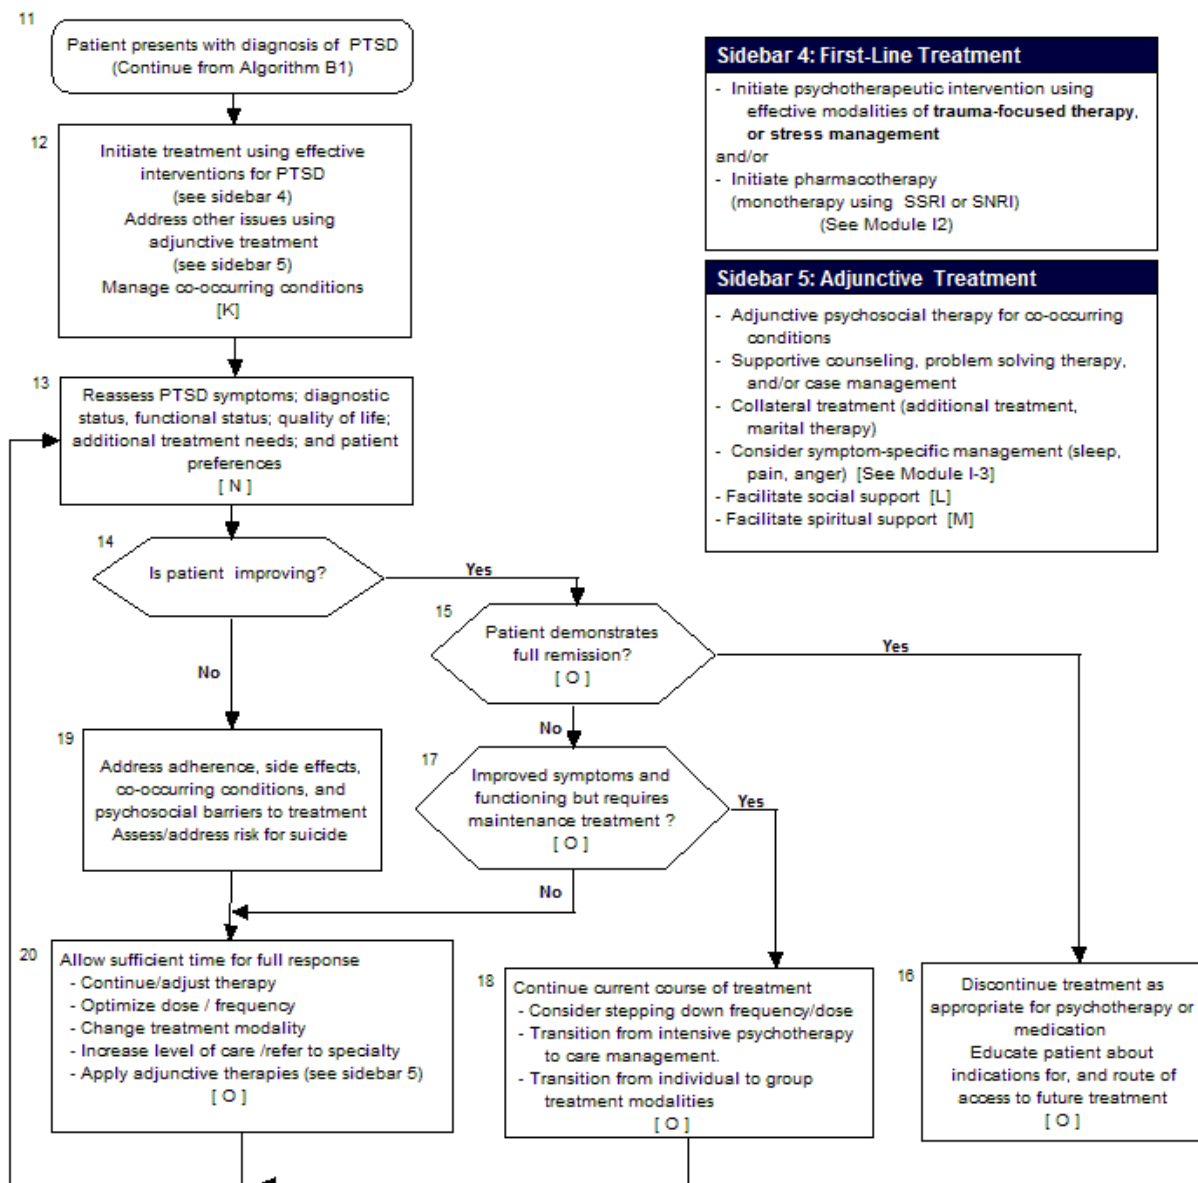 11
Patient presents with diagnosis of PTSD
(Continue from Algorithm B1)
12
Initiate treatment using effective
interventions for PTSD
(see sidebar 4)
Address other issues using
adjunctive treatment
(see sidebar 5)
Manage co-occurring conditions
[K]
Sidebar 4: First-Line Treatment
- Initiate psychotherapeutic intervention using
effective modalities of trauma-focused therapy,
or stress management
and/or
- Initiate pharmacotherapy
(monotherapy using SSRI or SNRI)
(See Module I2)
Sidebar 5: Adjunctive Treatment
- Adjunctive psychosocial therapy for co-occurring
conditions
- Supportive counseling, problem solving therapy,
and/or case management
- Collateral treatment (additional treatment,
marital therapy)
- Consider symptom-specific management (sleep,
pain, anger) [See Module I-3]
- Facilitate social support [L]
- Facilitate spiritual support [M]
13
Reassess PTSD symptoms; diagnostic
status, functional status; quality of life;
additional treatment needs; and patient
preferences
[ N ]
14
Is patient improving?
Yes
No
15
Patient demonstrates
full remission?
[ O ]
Yes
No
19
Address adherence, side effects,
co-occurring conditions, and
psychosocial barriers to treatment
Assess/address risk for suicide
17
Improved symptoms and
functioning but requires
maintenance treatment ?
[ O ]
Yes
No
20
Allow sufficient time for full response
- Continue/adjust therapy
- Optimize dose / frequency
- Change treatment modality
- Increase level of care /refer to specialty
- Apply adjunctive therapies (see sidebar 5)
[ O ]
18
Continue current course of treatment
- Consider stepping down frequency/dose
- Transition from intensive psychotherapy
to care management.
- Transition from individual to group
treatment modalities
[ O ]
16
Discontinue treatment as
appropriate for psychotherapy or
medication
Educate patient about
indications for, and route of
access to future treatment
[ O ]